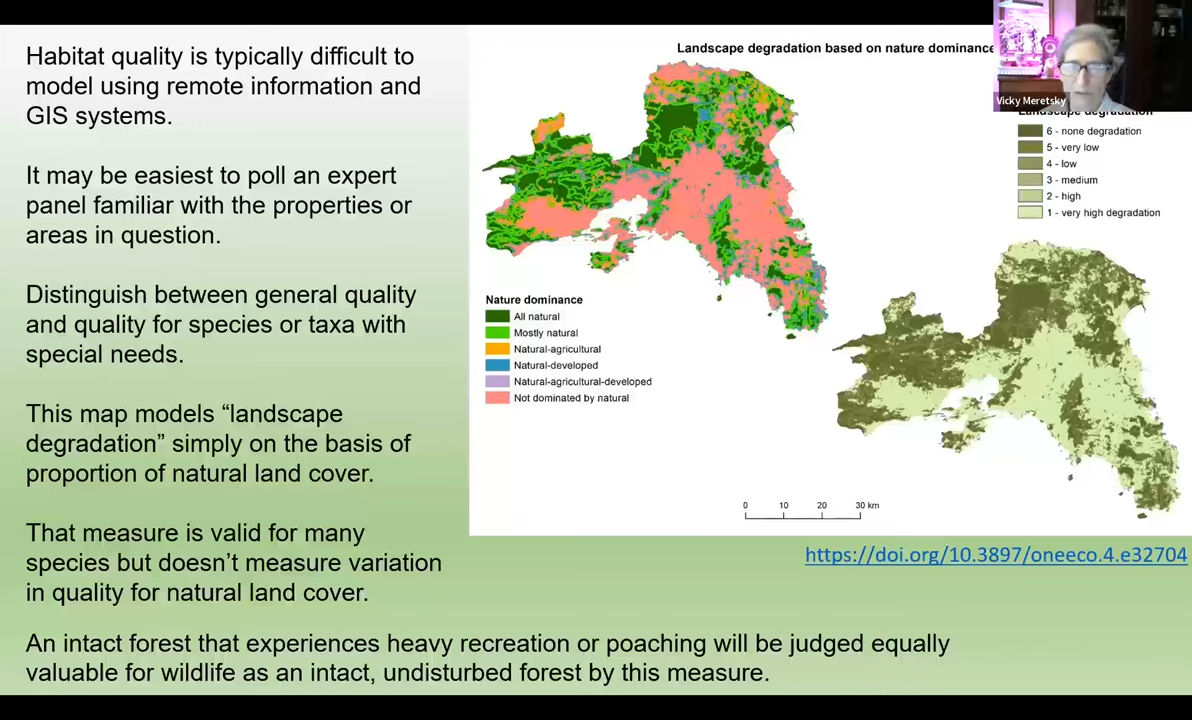 Habitat quality is typically difficult to
model using remote information and
GIS systems.
It may be easiest to poll an expert
panel familiar with the properties or
areas in question.
Distinguish between general quality
and quality for species or taxa with
special needs.
This map models “landscape
degradation” simply on the basis of
proportion of natural land cover.
That measure is valid for many
species but doesn’t measure variation
in quality for natural land cover.
An intact forest that experiences heavy recreation or poaching will be judged equally
valuable for wildlife as an intact, undisturbed forest by this measure.
Landscape degradation based on nature dominance
Vicky Meretsky
Nature dominance
All natural
Mostly natural
Natural-agricultural
Natural-developed
Natural-agricultural-developed
Not dominated by natural
Landscape degradation
6 - none degradation
5 - very low
4 - low
3 - medium
2 - high
1 - very high degradation
0 10 20 30 km
https://doi.org/10.3897/oneeco.4.e32704